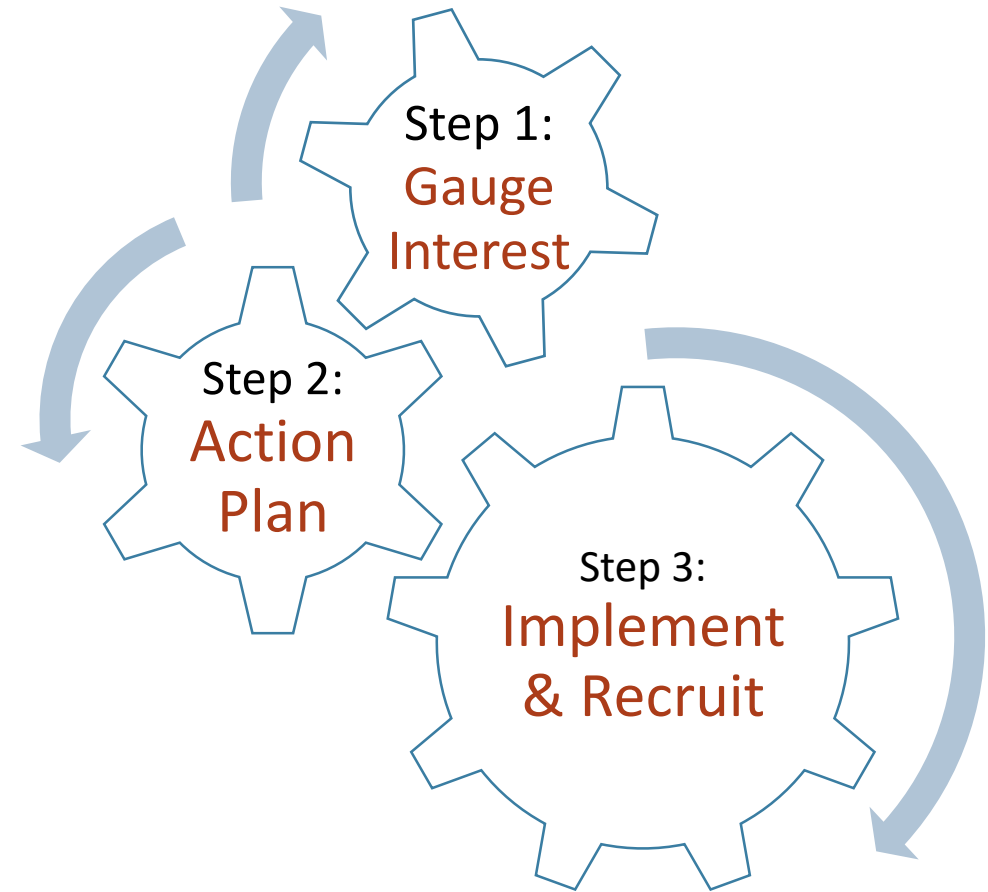 Step 1:
Gauge
Interest
Step 2:
Action
Plan
Step 3:
Implement
& Recruit